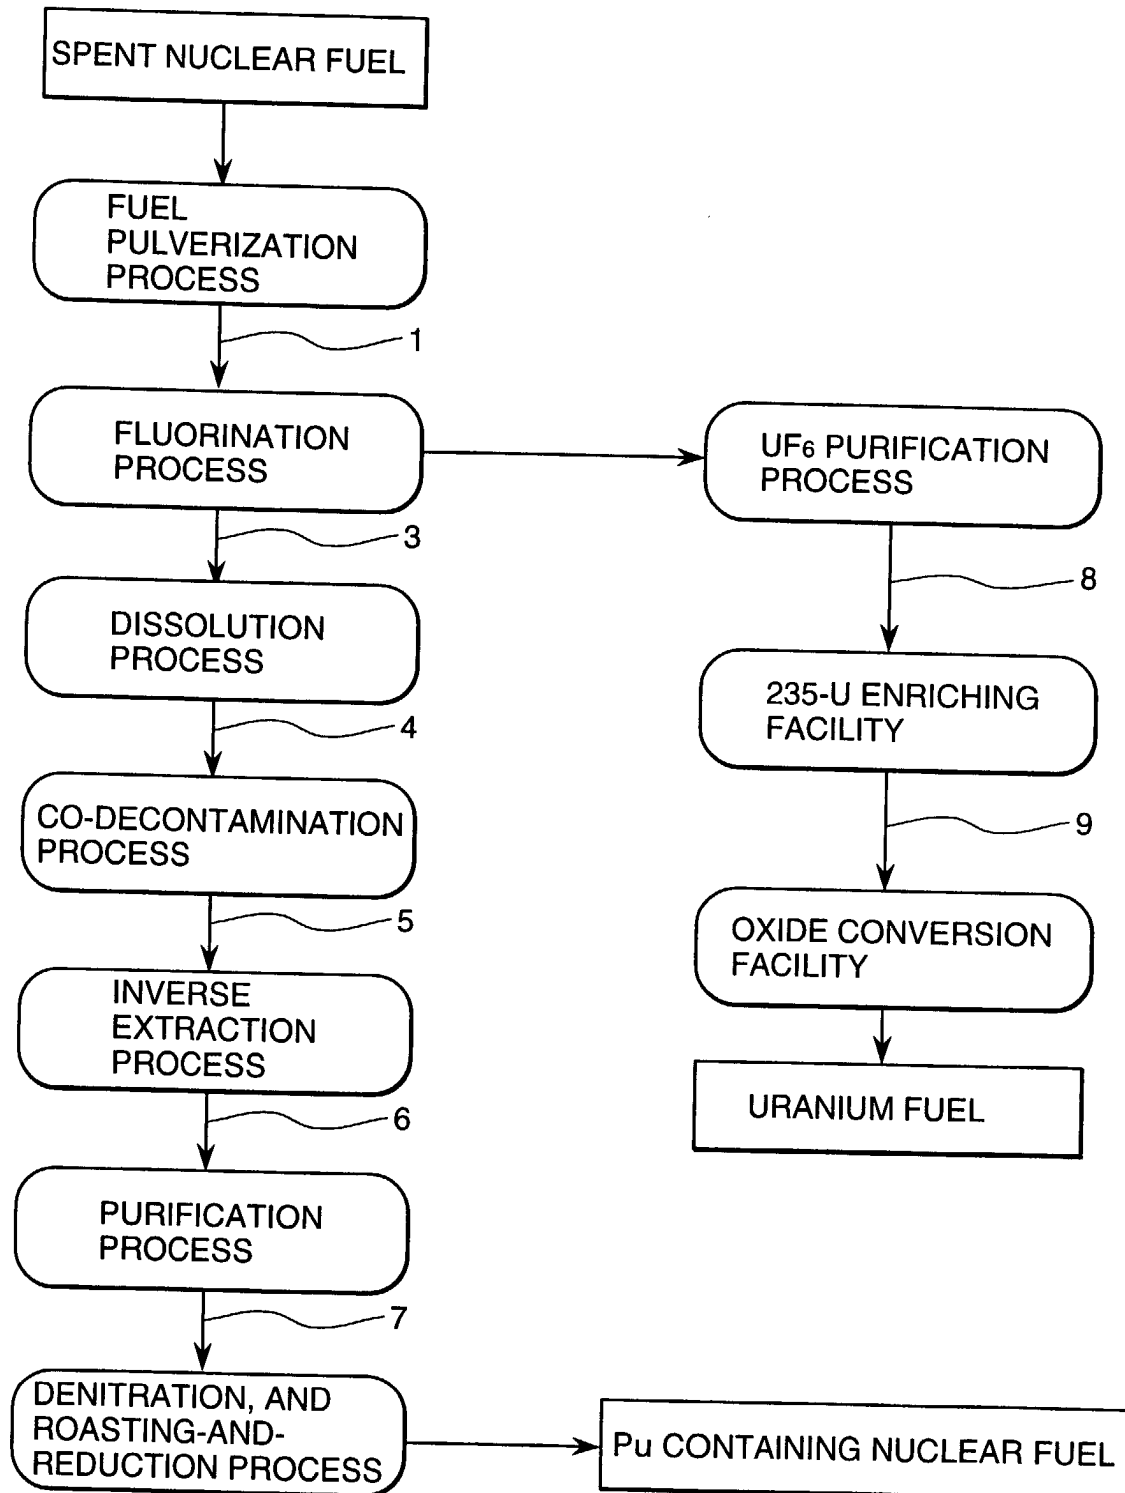 SPENT NUCLEAR FUEL
FUEL
PULVERIZATION
PROCESS
1
FLUORINATION
PROCESS
3
DISSOLUTION
PROCESS
4
CO-DECONTAMINATION
PROCESS
5
INVERSE
EXTRACTION
PROCESS
6
PURIFICATION
PROCESS
7
DENITRATION, AND
ROASTING-AND-
REDUCTION PROCESS
UF6 PURIFICATION
PROCESS
8
235-U ENRICHING
FACILITY
9
OXIDE CONVERSION
FACILITY
URANIUM FUEL
Pu CONTAINING NUCLEAR FUEL